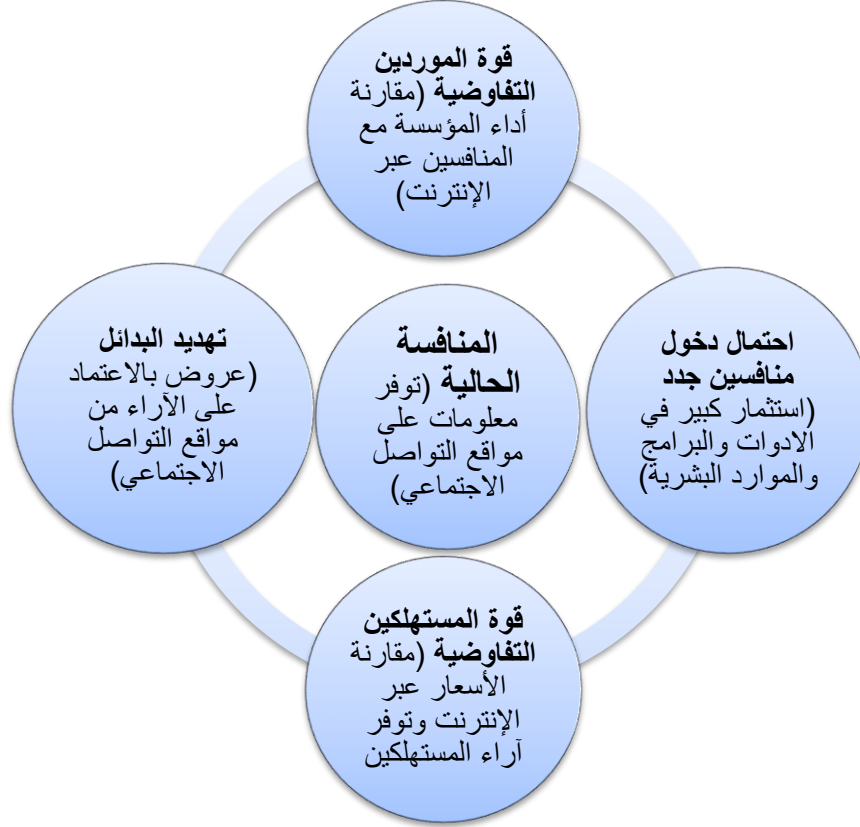 قوة الموردين
التفاوضية (مقارنة
أداء المؤسسة مع
المنافسين عبر
الإنترنت)
احتمال دخول
منافسين جدد
(استثمار كبير في
الادوات والبرامج
والموارد البشرية)
المنافسة
الحالية (توفر
معلومات على
مواقع التواصل
الاجتماعي)
تهديد البدائل
(عروض بالاعتماد
على الآراء من
مواقع التواصل
الاجتماعي)
قوة المستهلكين
التفاوضية (مقارنة
الأسعار عبر
الإنترنت وتوفر
آراء المستهلكين